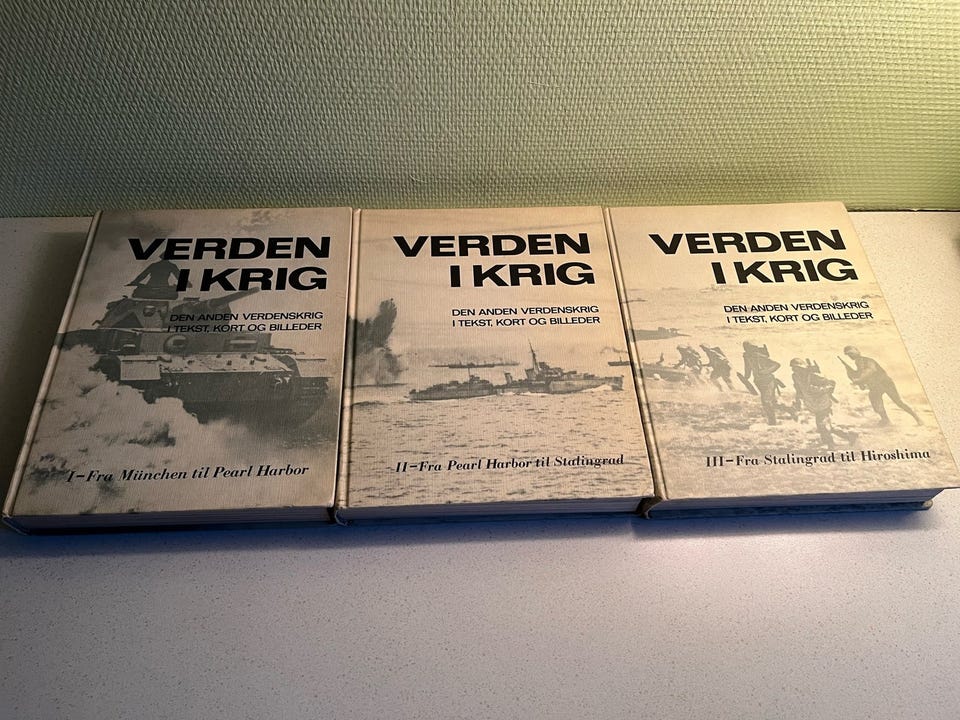 VERDEN
I KRIG
DEN ANDEN VERDENSKRIG
I TEKST, KORT OG BILLEDER
I-Fra München til Pearl Harbor
VERDEN
I KRIG
DEN ANDEN VERDENSKRIG
I TEKST, KORT OG BILLEDER
II-Fra Pearl Harbor til Stalingrad
VERDEN
I KRIG
DEN ANDEN VERDENSKRIG
I TEKST, KORT OG BILLEDER
III-Fra Stalingrad til Hiroshima